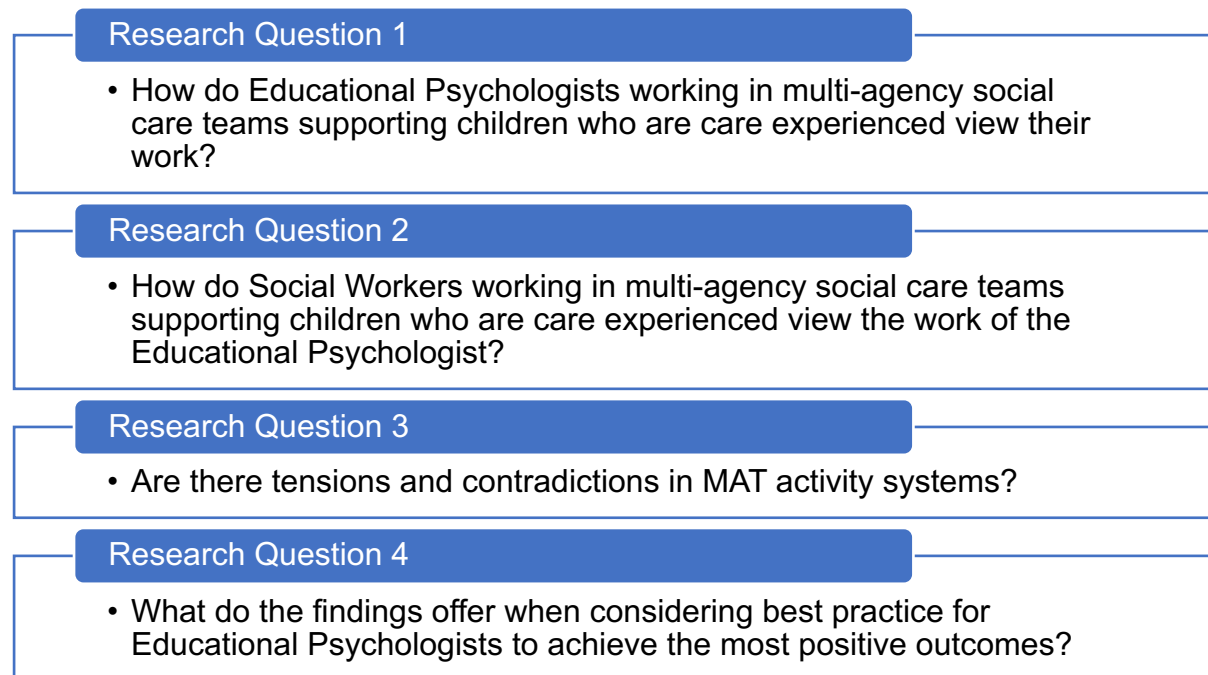 Research Question 1
• How do Educational Psychologists working in multi-agency social
care teams supporting children who are care experienced view their
work?
Research Question 2
• How do Social Workers working in multi-agency social care teams
supporting children who are care experienced view the work of the
Educational Psychologist?
Research Question 3
• Are there tensions and contradictions in MAT activity systems?
Research Question 4
• What do the findings offer when considering best practice for
Educational Psychologists to achieve the most positive outcomes?